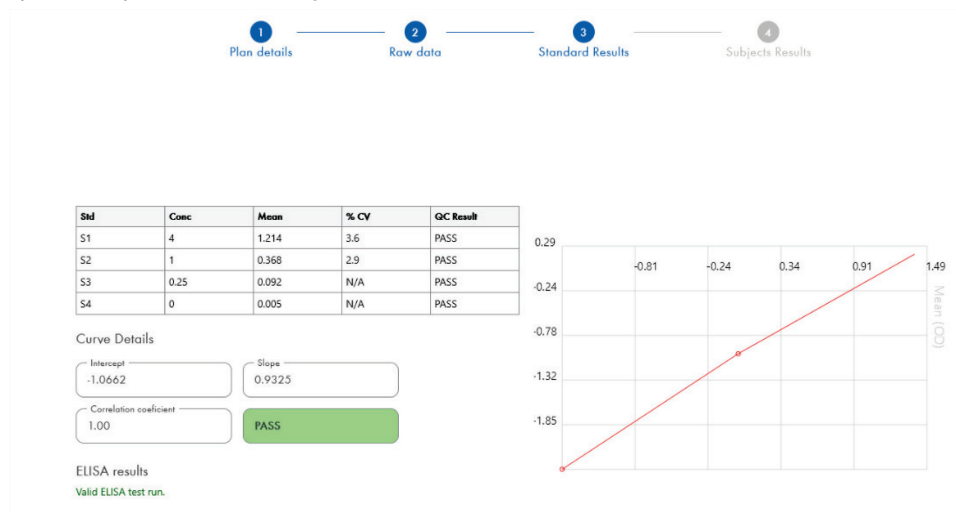 1 2 3 4
Plan details Raw data Standard Results Subjects Results
Std Conc Mean % CV QC Result
S1 4 1.214 3.6 PASS
S2 1 0.368 2.9 PASS
S3 0.25 0.092 N/A PASS
S4 0 0.005 N/A PASS
Curve Details
Intercept Slope
-1.0662 0.9325
Correlation coeficient
1.00 PASS
ELISA results
Valid ELISA test run.
0.29
-0.81 -0.24 0.34 0.91 1.49
-0.24
-0.78
-1.32
-1.85
Mean (OD)